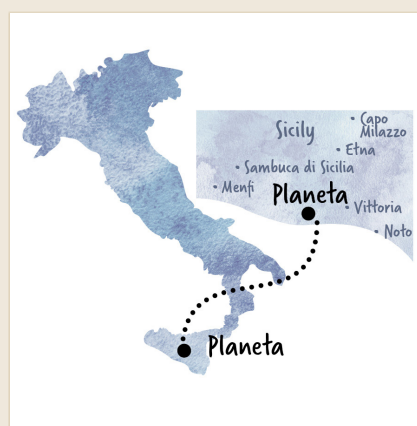 Sicily
• Capo
Milazzo
• Etna
• Sambuca di Sicilia
• Menfi
Planeta
• Vittoria
• Noto
Planeta